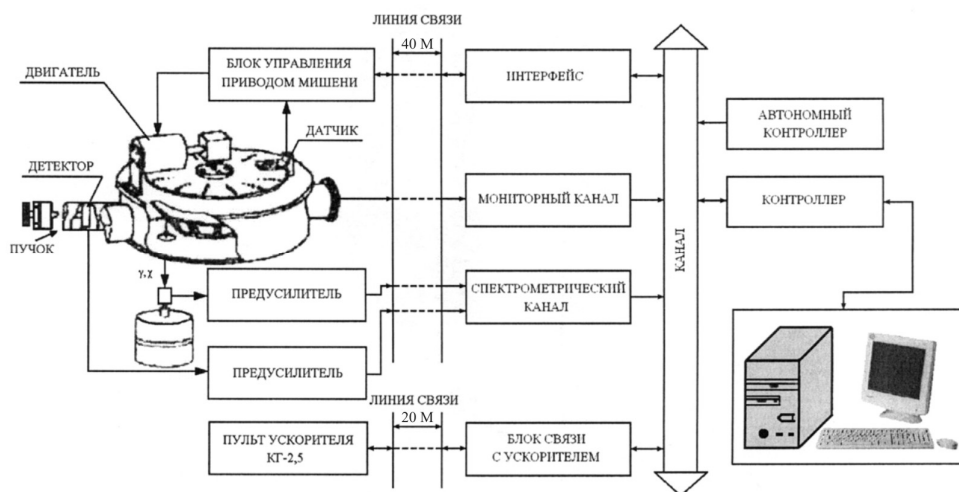 ЛИНИЯ СВЯЗИ
40 М
ДВИГАТЕЛЬ
БЛОК УПРАВЛЕНИЯ
ПРИВОДОМ МИШЕНИ
ИНТЕРФЕЙС
АВТОНОМНЫЙ
КОНТРОЛЛЕР
ДАТЧИК
ДЕТЕКТОР
МОНИТОРНЫЙ КАНАЛ
КОНТРОЛЛЕР
ПУЧОК
КАНАЛ
γ,χ
ПРЕДУСИЛИТЕЛЬ
СПЕКТРОМЕТРИЧЕСКИЙ
КАНАЛ
ПРЕДУСИЛИТЕЛЬ
ЛИНИЯ СВЯЗИ
20 М
ПУЛЬТ УСКОРИТЕЛЯ
КГ-2,5
БЛОК СВЯЗИ
С УСКОРИТЕЛЕМ